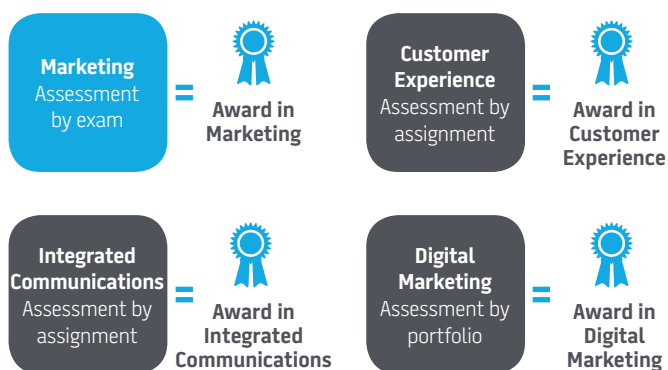 Marketing
Assessment
by exam
=
Award in
Marketing
Customer
Experience
Assessment by
assignment
=
Award in
Customer
Experience
Integrated
Communications
Assessment by
assignment
=
Award in
Integrated
Communications
Digital
Marketing
Assessment by
portfolio
=
Award in
Digital
Marketing